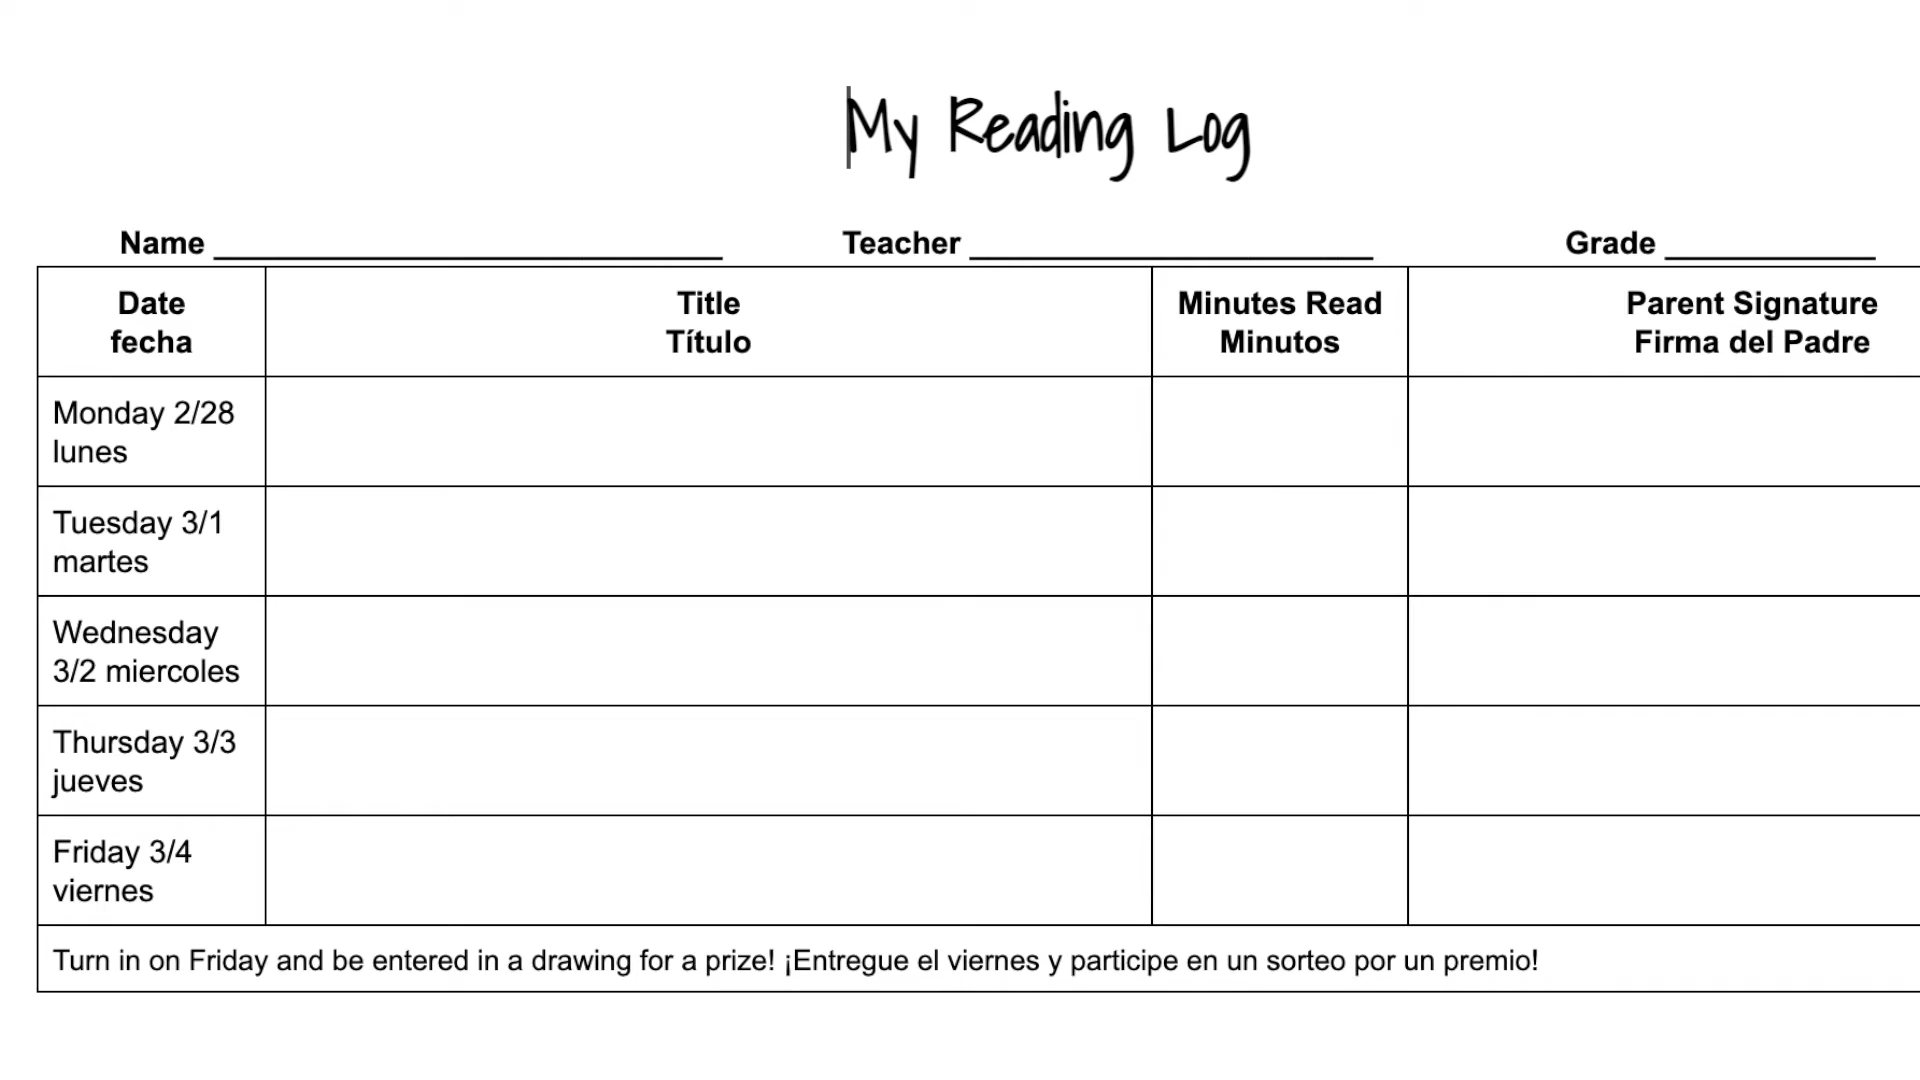 My Reading Log
Name Teacher Grade
Date Title Minutes Read Parent Signature
fecha Título Minutos Firma del Padre
Monday 2/28
lunes
Tuesday 3/1
martes
Wednesday
3/2 miercoles
Thursday 3/3
jueves
Friday 3/4
viernes
Turn in on Friday and be entered in a drawing for a prize! ¡Entregue el viernes y participe en un sorteo por un premio!